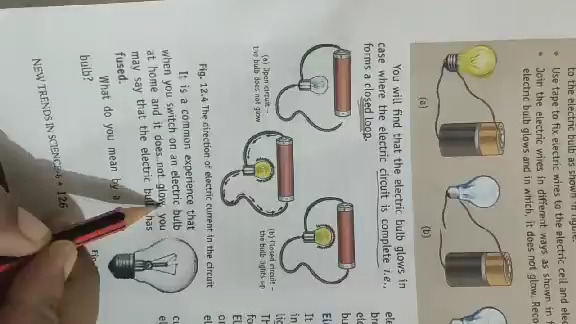 to the electric bulb as shown in figure
• Use tape to fix electric wires to the electric cell and elec
• Join the electric wires in different ways as shown in f
electric bulb glows and in which, it does not glow. Reco
(a)
(b)
You will find that the electric bulb glows in
case where the electric circuit is complete i.e.,
forms a closed loop.
(a) Open circuit –
the bulb does not glow
(b) Closed circuit –
the bulb lights up
Fig. 12.4 The direction of electric current in the circuit
It is a common experience that
when you switch on an electric bulb
at home and it does not glow, you
may say that the electric bulb has
fused.
What do you mean by a
bulb?
NEW TRENDS IN SCIENCE–6 • 126